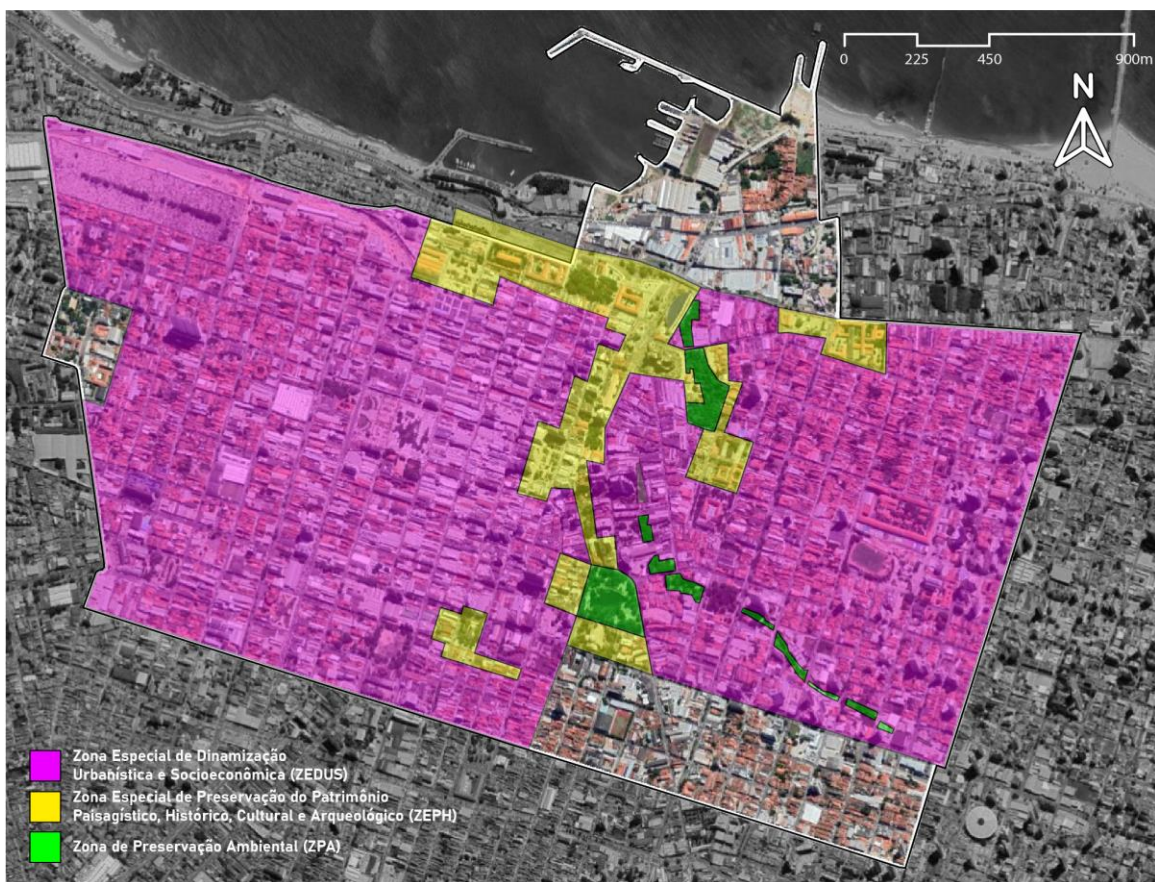 0 225 450 900m
N
Zona Especial de Dinamização
Urbanística e Socioeconômica (ZEDUS)
Zona Especial de Preservação do Patrimônio
Paisagístico, Histórico, Cultural e Arqueológico (ZEPH)
Zona de Preservação Ambiental (ZPA)